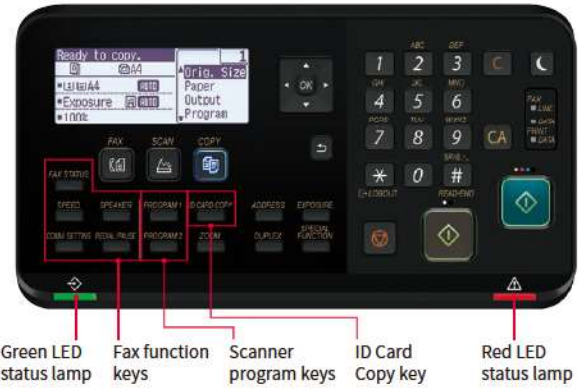 Ready to copy.
A4
A4 AUTO
Exposure AUTO
100%
1
Orig. Size
Paper
Output
Program
OK
FAX
SCAN
COPY
ABC
DEF
1
2
3
C
GHI
JKL
MNO
4
5
6
PQRS
TUV
WXYZ
7
8
9
CA
0
#
LOGOUT
READ-END
FAX
LINE
DATA
PRINT
DATA
FAX STATUS
SPEED
SPEAKER
PROGRAM 1
ID CARD COPY
ADDRESS
EXPOSURE
COMM. SETTING
REDIAL PAUSE
PROGRAM 2
ZOOM
DUPLEX
SPECIAL
FUNCTION
Green LED
status lamp
Fax function
keys
Scanner
program keys
ID Card
Copy key
Red LED
status lamp